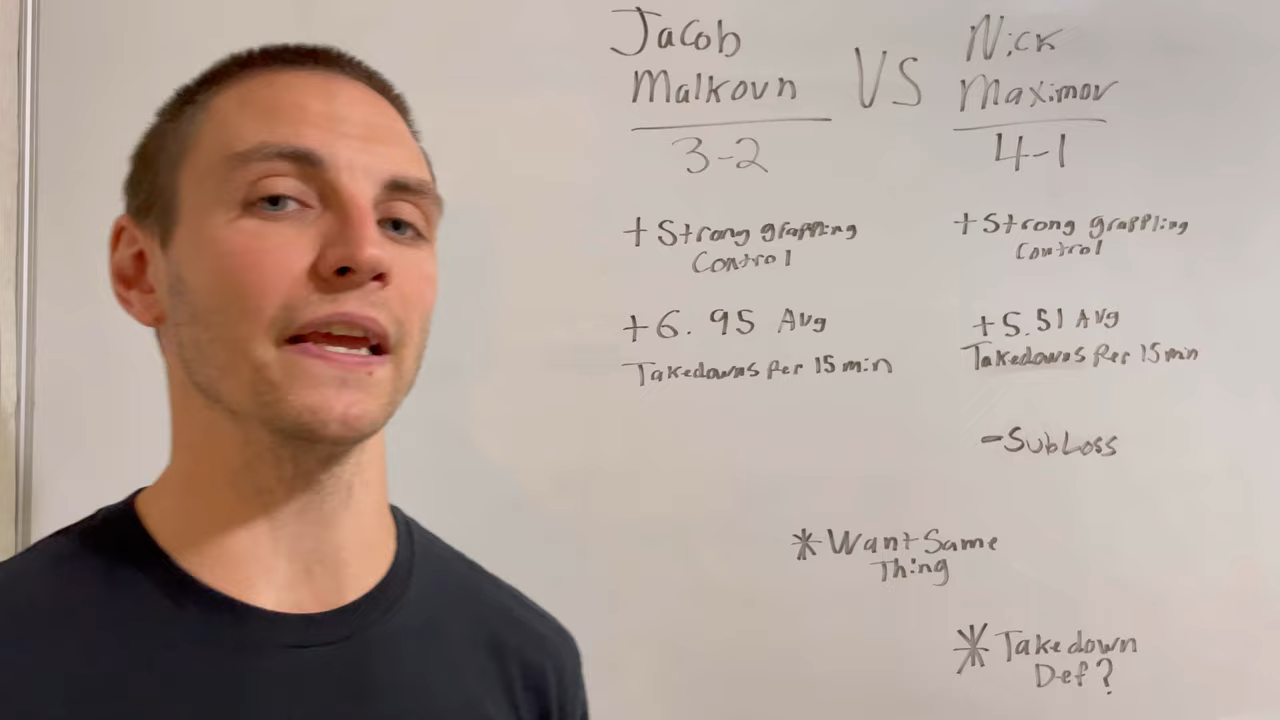 Jacob
Malkovn
3-2
+ Strong grappling
Control
+6.95 Avg
Takedowns Per 15 min
VS
Nick
Maximov
4-1
+ Strong grappling
Control
+5.51 Avg
Takedowns Per 15 min
- Sub Loss
* Want Same
Thing
* Takedown
Def?